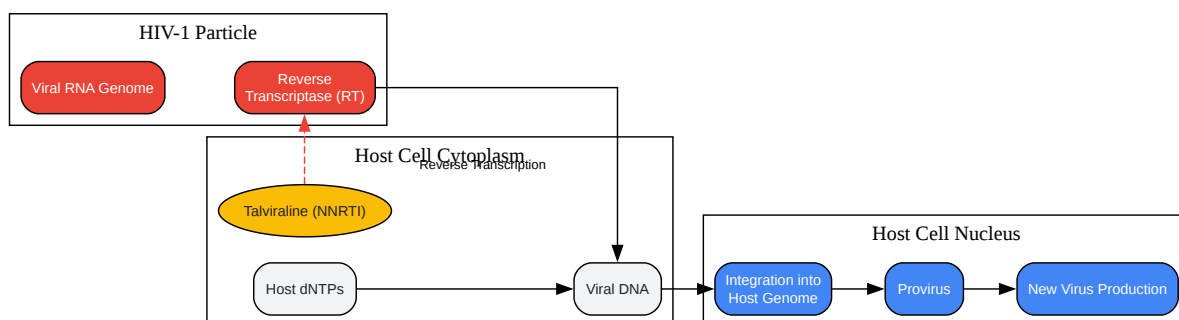 HIV-1 Particle
Viral RNA Genome
Reverse
Transcriptase (RT)
Host Cell Cytoplasm
Reverse Transcription
Talviraline (NNRTI)
Host dNTPs
Viral DNA
Host Cell Nucleus
Integration into
Host Genome
Provirus
New Virus Production